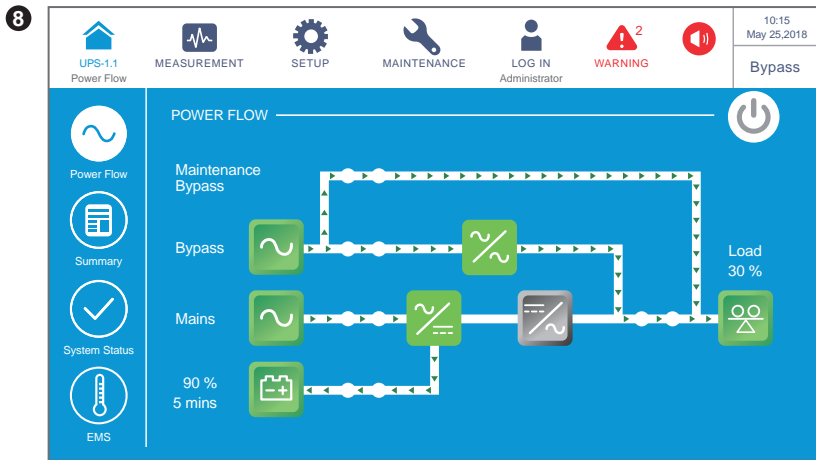 8
UPS-1.1
Power Flow
MEASUREMENT
SETUP
MAINTENANCE
LOG IN
Administrator
2
WARNING
10:15
May 25,2018
Bypass
Power Flow
Summary
System Status
EMS
POWER FLOW
Maintenance
Bypass
Bypass
Mains
90 %
5 mins
Load
30 %